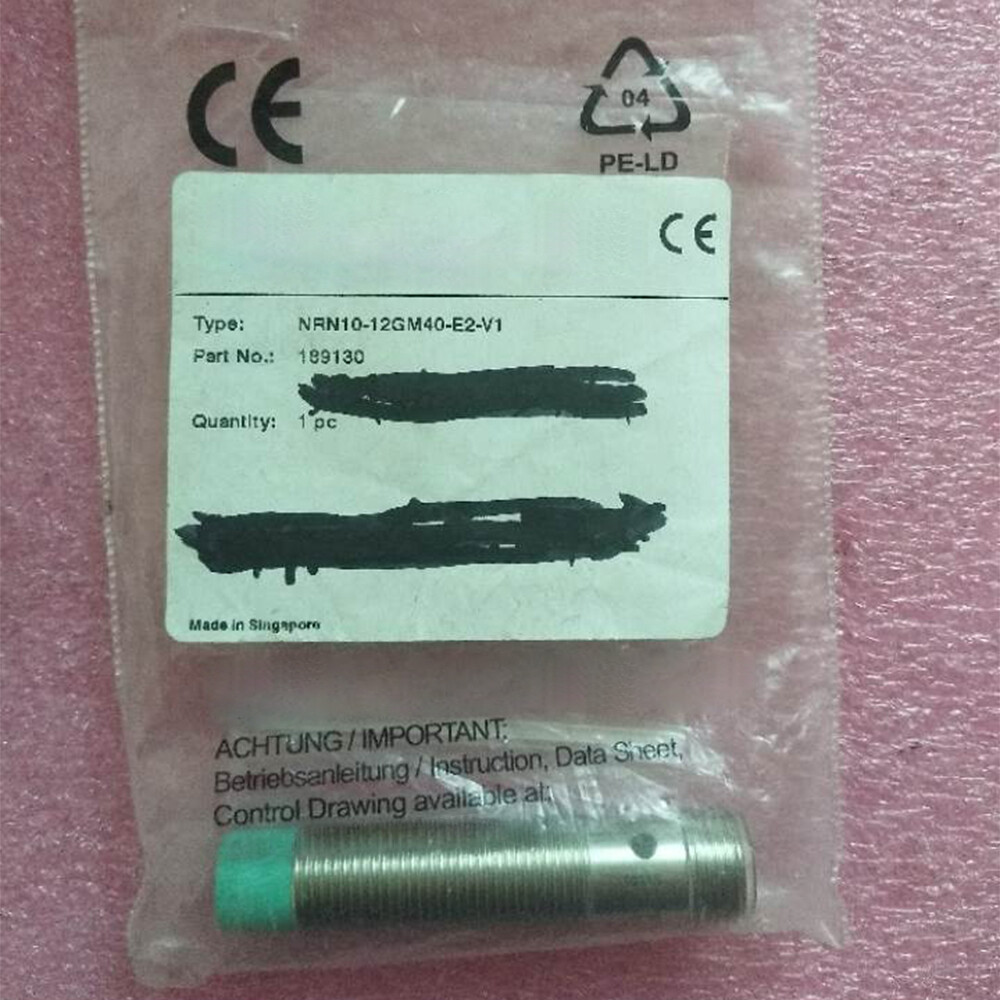 CE
04
PE-LD
CE
Type: NRN10-12GM40-E2-V1
Part No.: 189130
Quantity: 1 pc
Made in Singapore
ACHTUNG / IMPORTANT:
Betriebsanleitung / Instruction, Data Sheet,
Control Drawing available at: